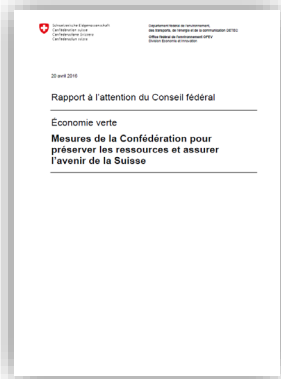 Schweizerische Eidgenossenschaft
Confédération suisse
Confederazione Svizzera
Confederaziun svizra
Département fédéral de l'environnement,
des transports, de l'énergie et de la communication DETEC
Office fédéral de l'environnement OFEV
Division Économie et innovation
20 avril 2016
Rapport à l'attention du Conseil fédéral
Économie verte
Mesures de la Confédération pour
préserver les ressources et assurer
l'avenir de la Suisse